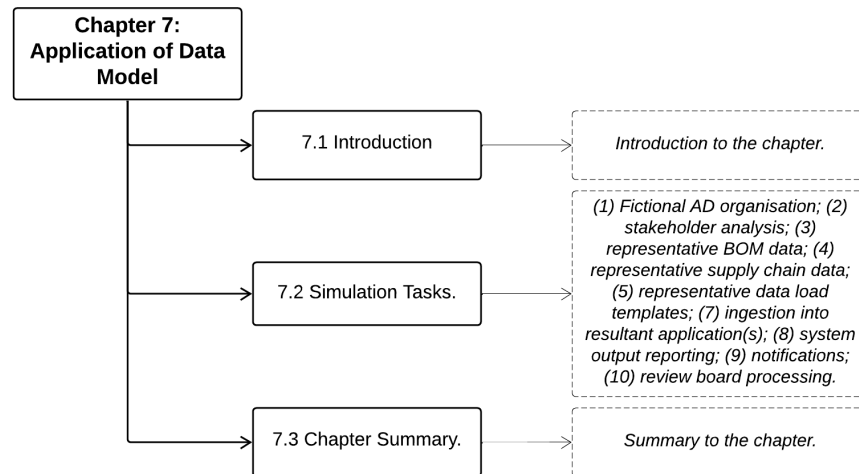 Chapter 7:
Application of Data
Model
7.1 Introduction
Introduction to the chapter.
7.2 Simulation Tasks.
(1) Fictional AD organisation; (2)
stakeholder analysis; (3)
representative BOM data; (4)
representative supply chain data;
(5) representative data load
templates; (7) ingestion into
resultant application(s); (8) system
output reporting; (9) notifications;
(10) review board processing.
7.3 Chapter Summary.
Summary to the chapter.